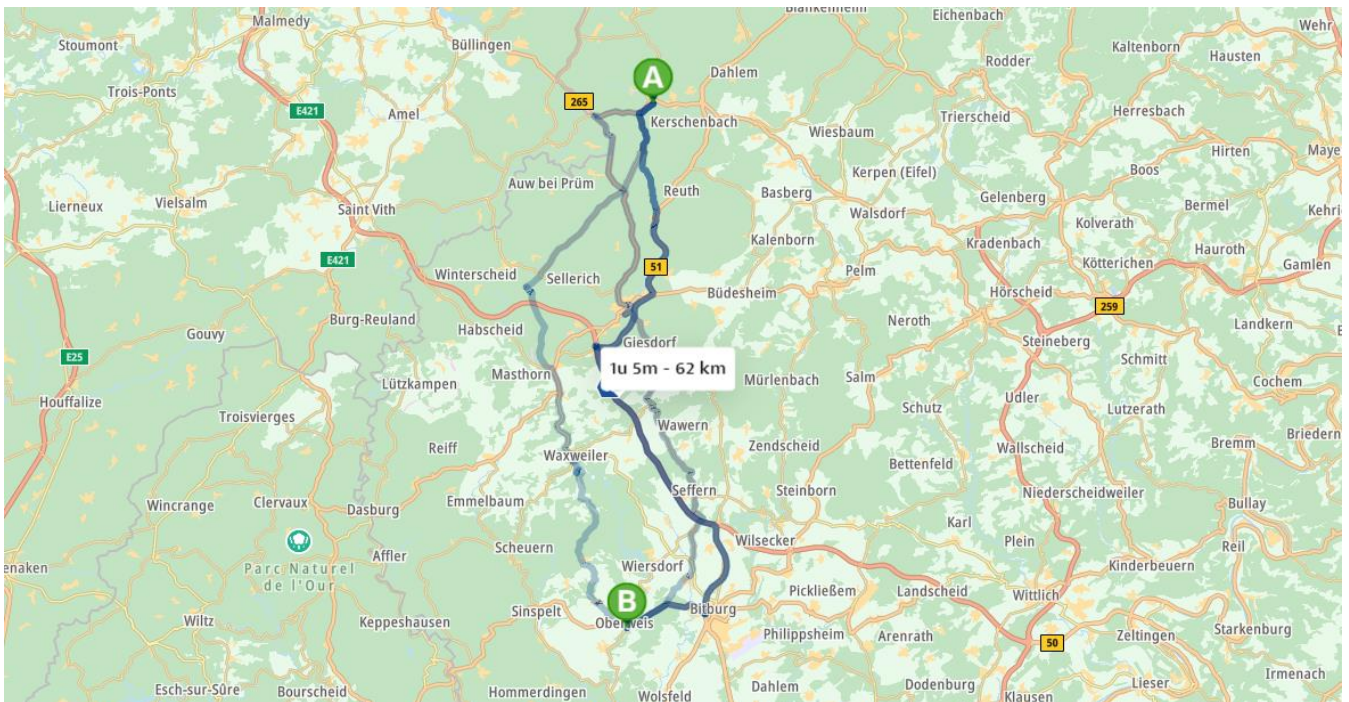 Blankenheim
Eichenbach
Malmedy
Wehr
Stoumont
Büllingen
Kaltenborn
Hausten
A
Dahlem
Rodder
Trois-Ponts
265
E421
Amel
Kerschenbach
Trierscheid
Herresbach
Wiesbaum
Hirten
Maye
Auw bei Prüm
Kerpen (Eifel)
Boos
Reuth
Basberg
Gelenberg
Lierneux
Vielsalm
Saint Vith
Walsdorf
Bermel
Kehri
Kolverath
Kalenborn
Kradenbach
Hauroth
E421
51
Kötterichen
Gamlen
Winterscheid
Sellerich
Pelm
Büdesheim
Hörscheid
259
Burg-Reuland
Habscheid
Neroth
Landkern
Gouvy
Giesdorf
Steineberg
E25
1u 5m - 62 km
Schmitt
Masthorn
Mürlenbach
Salm
Cochem
Lützkampen
Houffalize
Udler
Schutz
Lutzerath
Troisvierges
Wawern
Briedern
Reiff
Zendscheid
Wallscheid
Bremm
Waxweiler
Bettenfeld
Seffern
Steinborn
Niederscheidweiler
Emmelbaum
Clervaux
Wincrange
Dasburg
Bullay
Karl
Wilsecker
Plein
Reil
Scheuern
Affler
enaken
Parc Naturel
de l'Our
Wiersdorf
Kinderbeuern
Pickließem
Landscheid
Wittlich
B
Sinspelt
Bitburg
Wiltz
Keppeshausen
Oberweis
Philippsheim
Arenrath
50
Zeltingen
Starkenburg
Irmenach
Esch-sur-Sûre
Bourscheid
Hommerdingen
Wolsfeld
Dahlem
Dodenburg
Klausen
Lieser